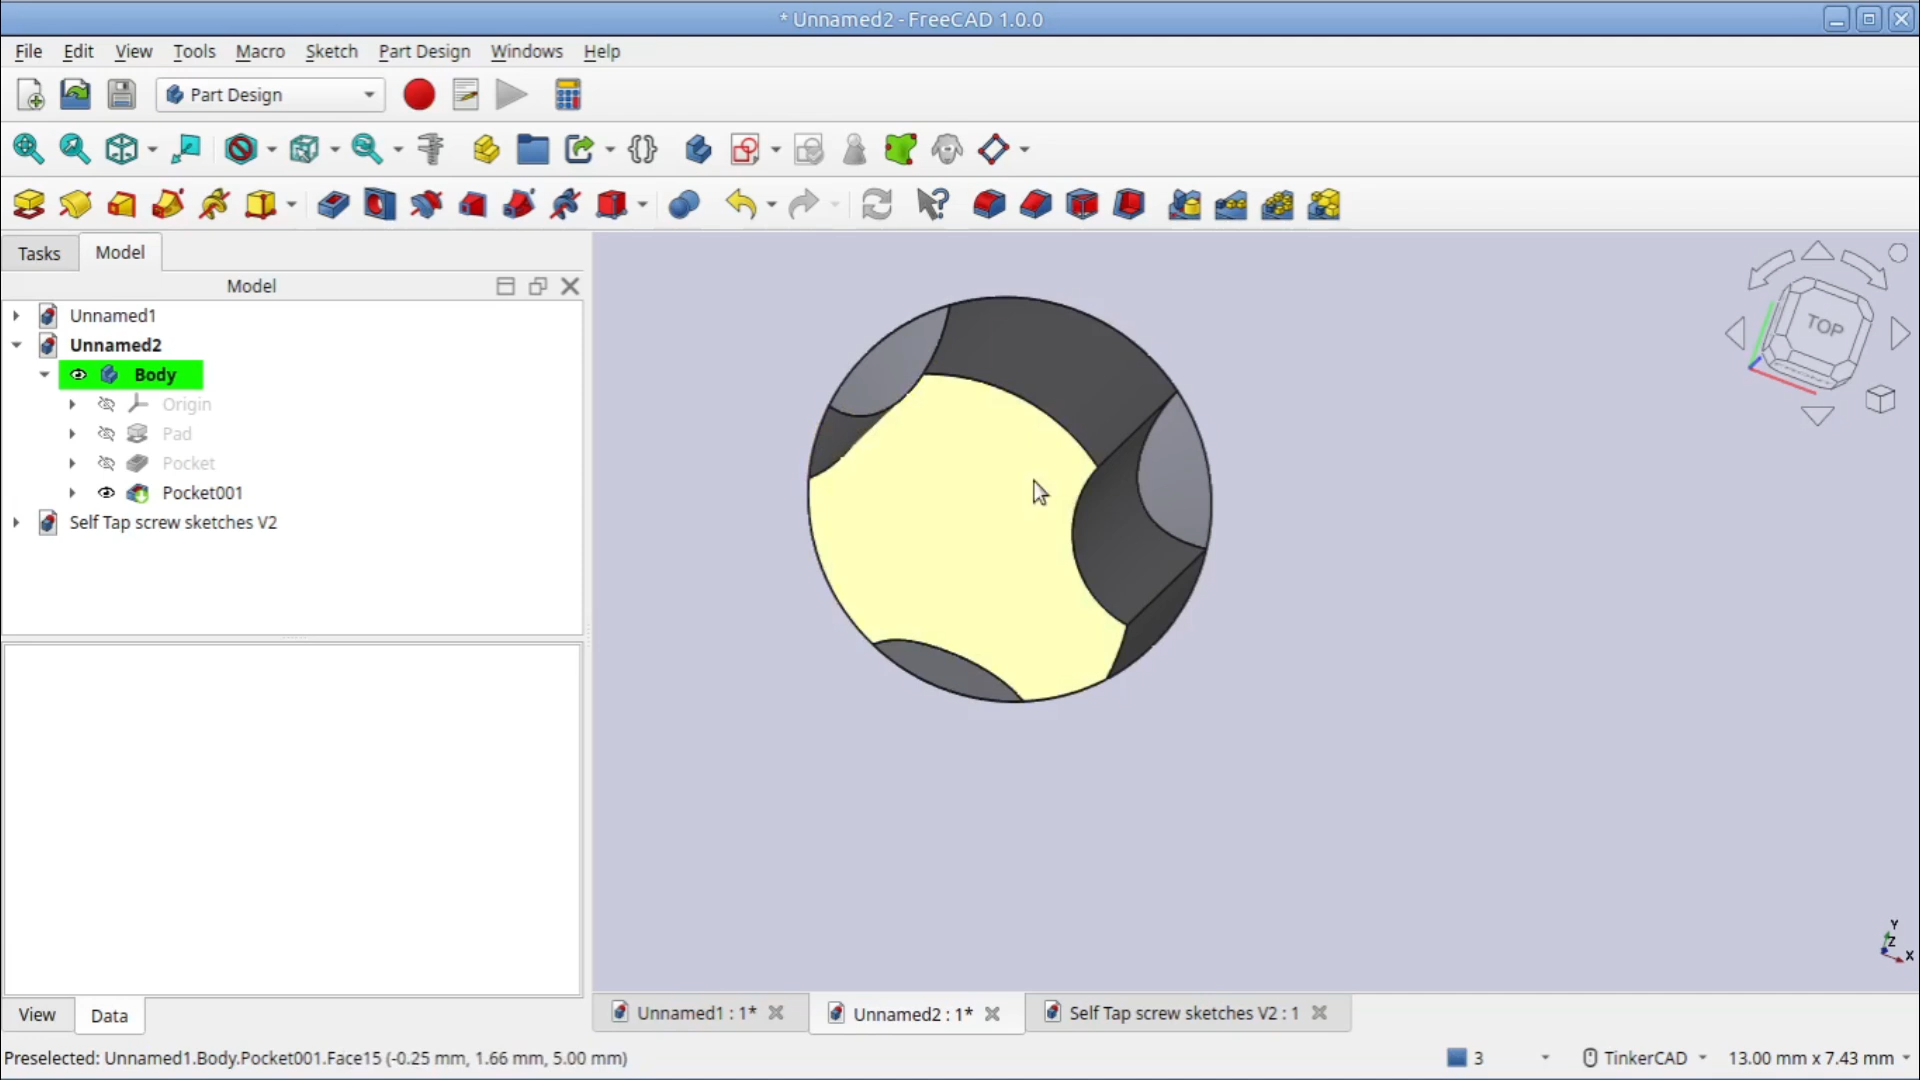 * Unnamed2 - FreeCAD 1.0.0
File Edit View Tools Macro Sketch Part Design Windows Help
Part Design
Tasks Model
Model
Unnamed1
Unnamed2
Body
Origin
Pad
Pocket
Pocket001
Self Tap screw sketches V2
TOP
Y
Z
X
View Data
Unnamed1 : 1*
Unnamed2 : 1*
Self Tap screw sketches V2 : 1
Preselected: Unnamed1.Body.Pocket001.Face15 (-0.25 mm, 1.66 mm, 5.00 mm)
3
TinkerCAD
13.00 mm x 7.43 mm